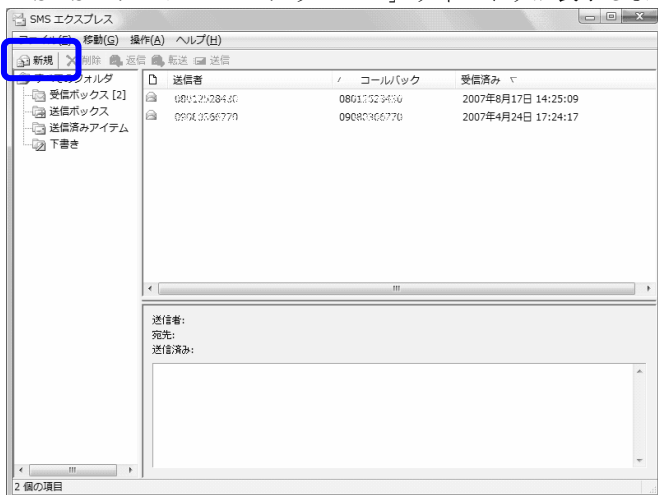 SMS エクスプレス
移動(G) 操作(A) ヘルプ(H)
新規 削除 返信 転送 送信
受信ボックス [2]
送信ボックス
送信済みアイテム
下書き
送信者 コールバック 受信済み
2007年8月17日 14:25:09
2007年4月24日 17:24:17
送信者:
宛先:
送信済み:
2 個の項目